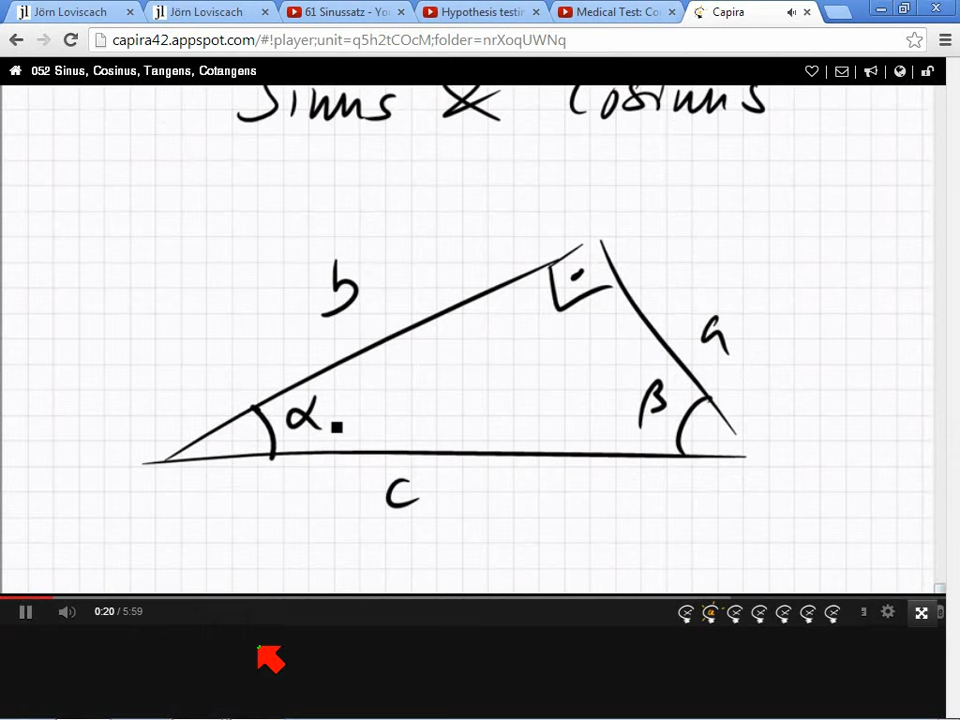 Jörn Loviscach
Jörn Loviscach
61 Sinussatz - Yo
Hypothesis testi
Medical Test: Co
Capira
capira42.appspot.com/#!player;unit=q5h2tCOcM;folder=nrXoqUWNq
052 Sinus, Cosinus, Tangens, Cotangens
Sinus & Cosinus
b
a
α
β
c
0:20 / 5:59